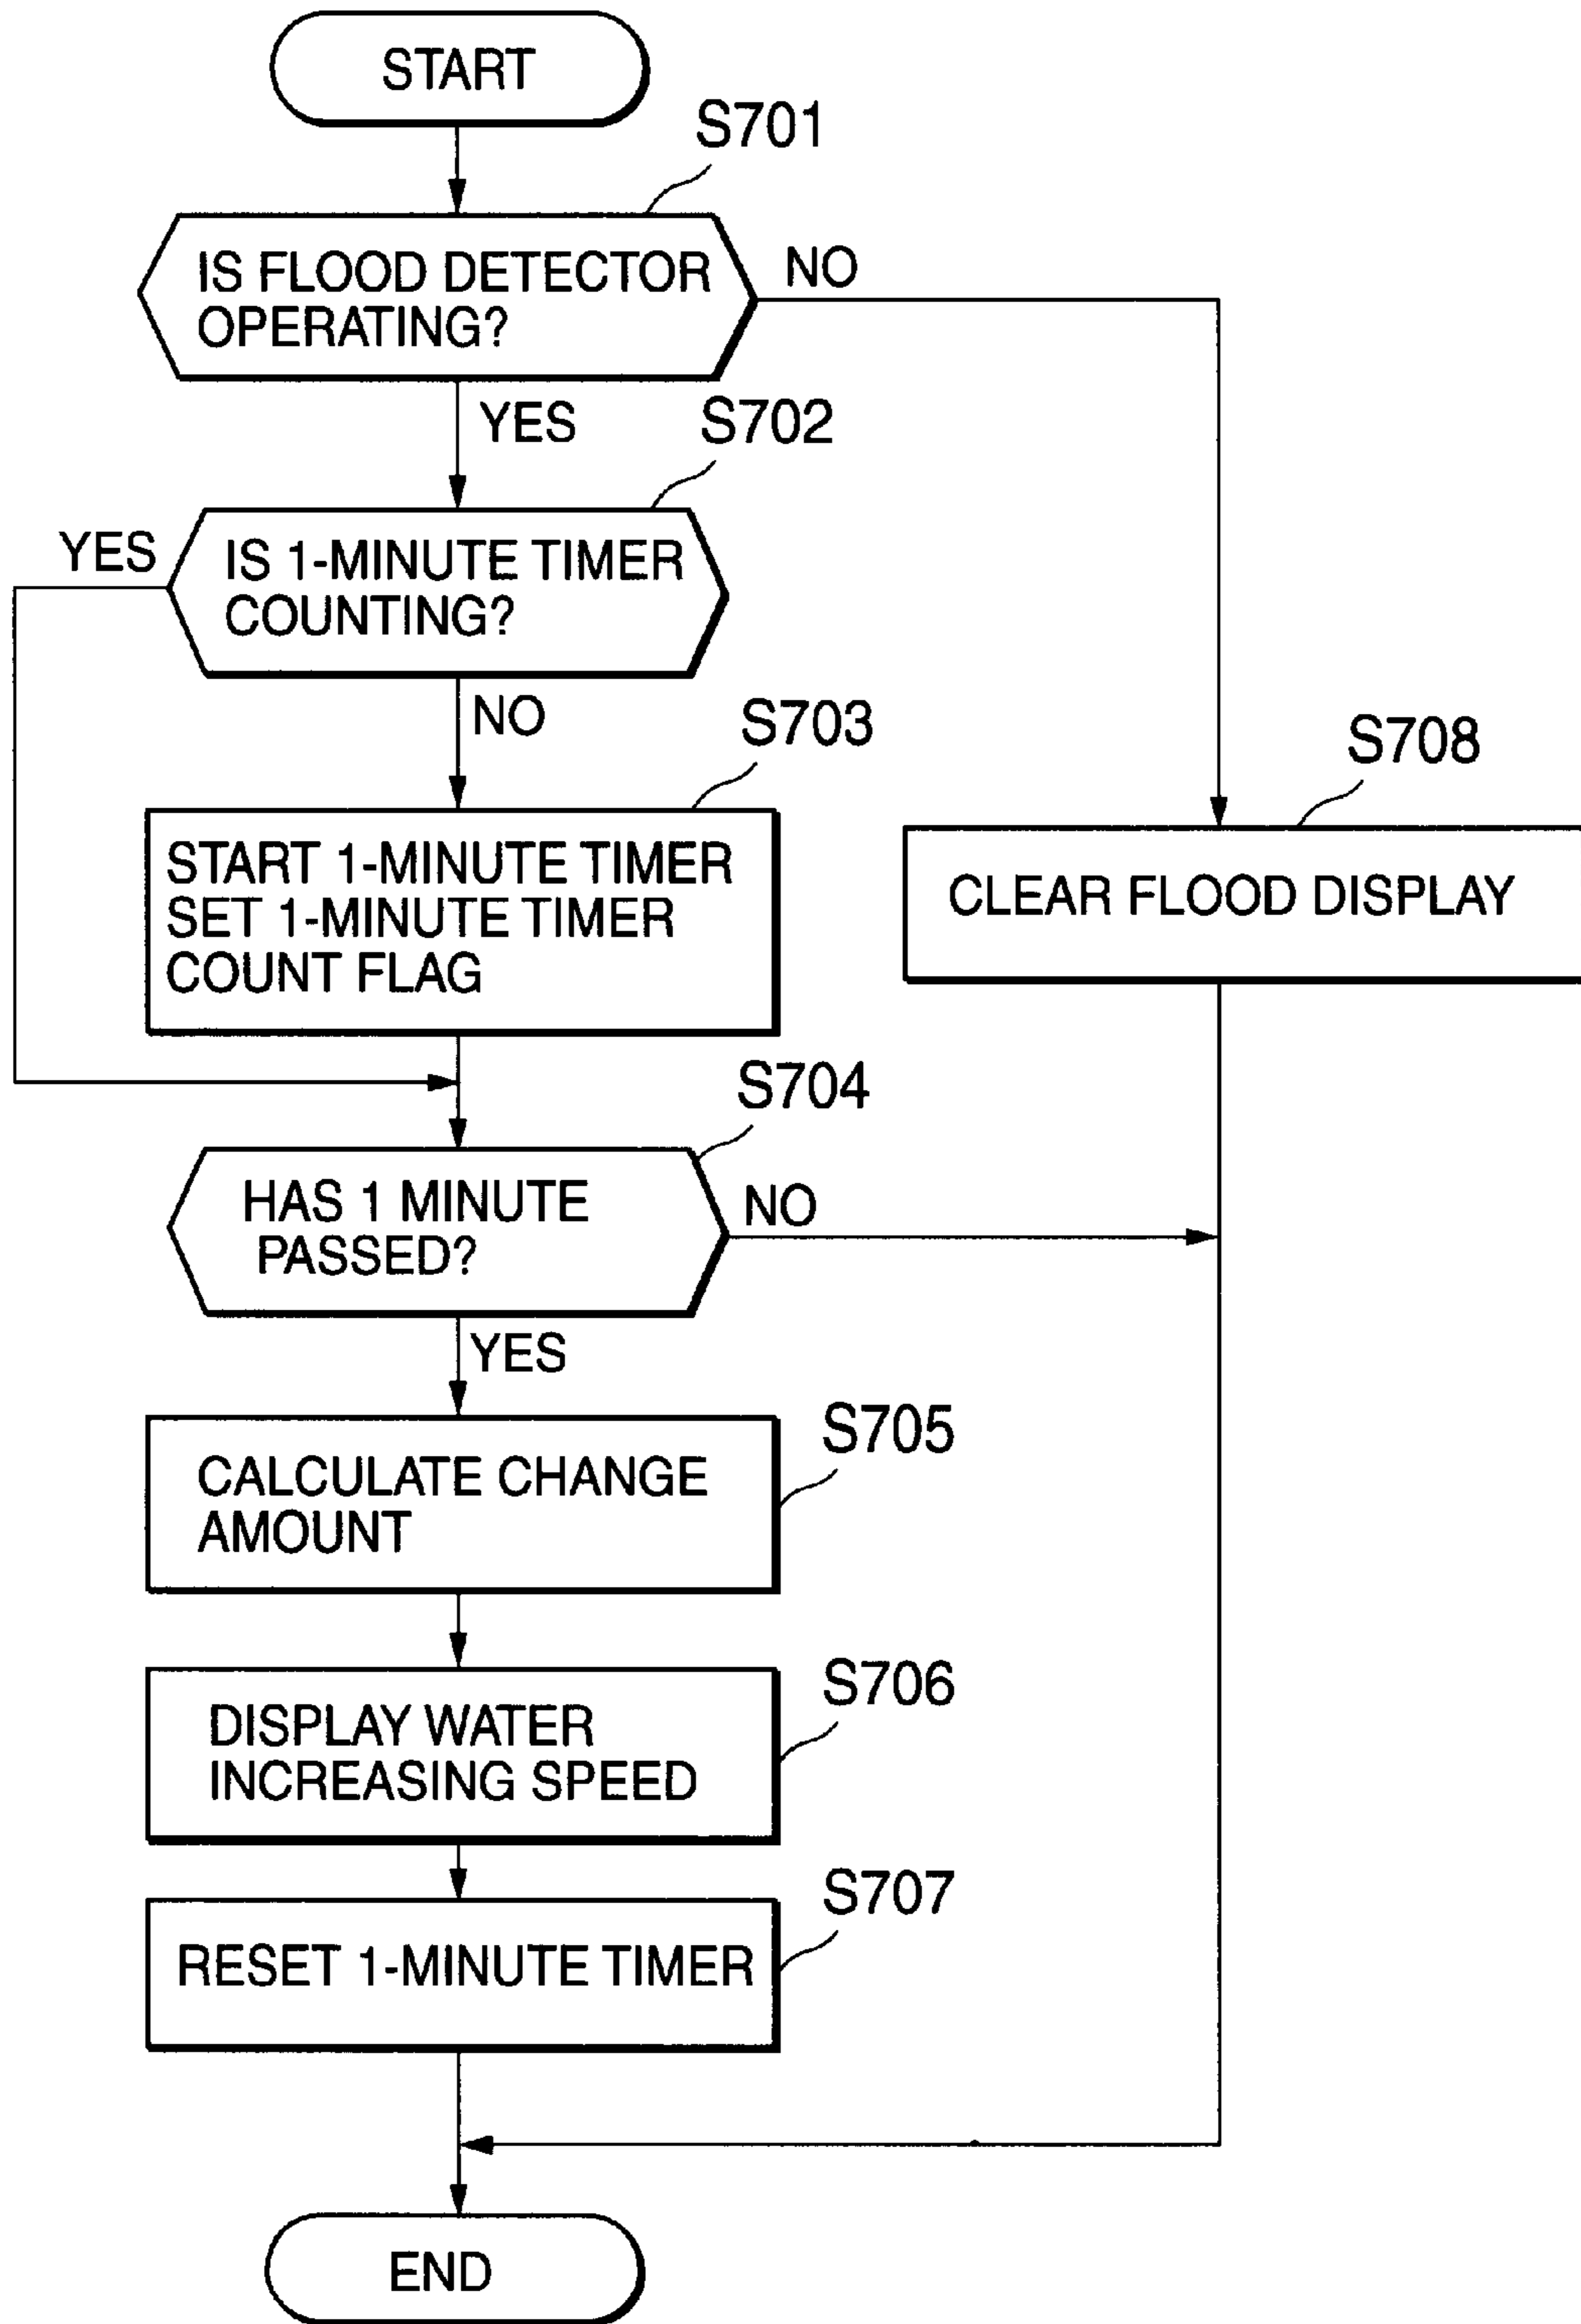 START
S701
IS FLOOD DETECTOR
OPERATING?
NO
YES
S702
YES
IS 1-MINUTE TIMER
COUNTING?
NO
S703
S708
START 1-MINUTE TIMER
SET 1-MINUTE TIMER
COUNT FLAG
CLEAR FLOOD DISPLAY
S704
HAS 1 MINUTE
PASSED?
NO
YES
S705
CALCULATE CHANGE
AMOUNT
S706
DISPLAY WATER
INCREASING SPEED
S707
RESET 1-MINUTE TIMER
END